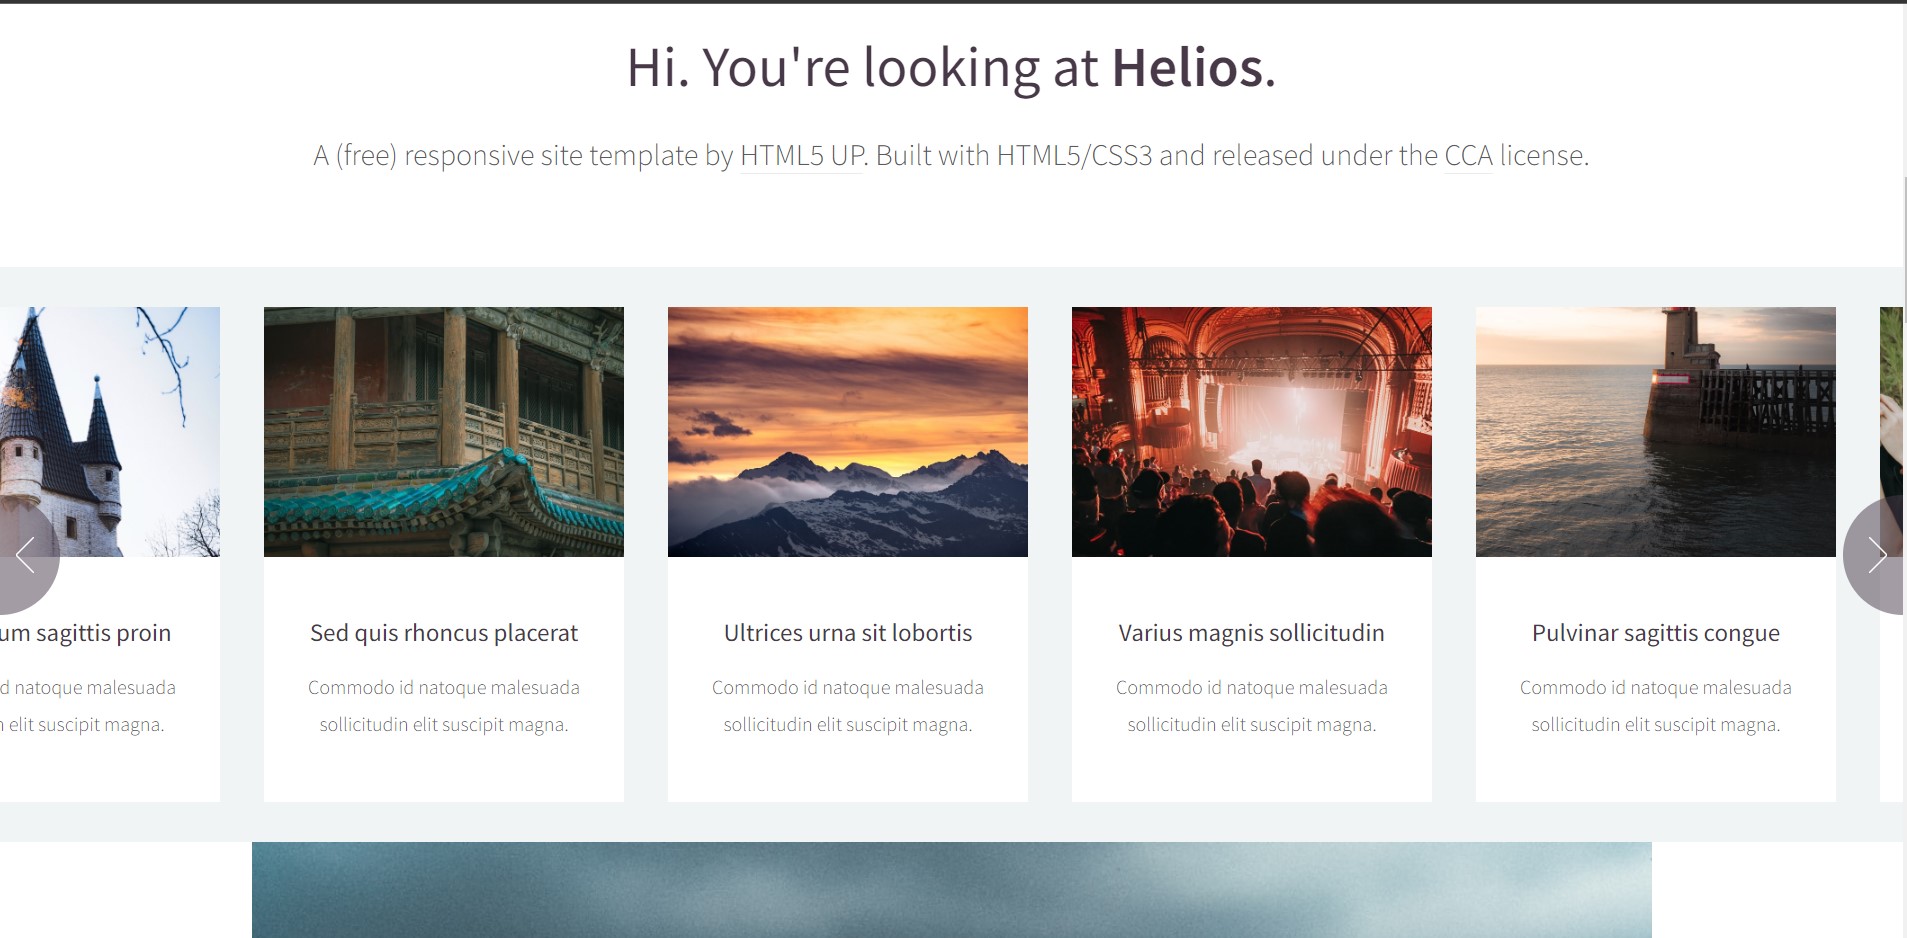 Hi. You're looking at Helios.
A (free) responsive site template by HTML5 UP. Built with HTML5/CSS3 and released under the CCA license.
um sagittis proin
d natoque malesuada
elit suscipit magna.
Sed quis rhoncus placerat
Commodo id natoque malesuada
sollicitudin elit suscipit magna.
Ultrices urna sit lobortis
Commodo id natoque malesuada
sollicitudin elit suscipit magna.
Varius magnis sollicitudin
Commodo id natoque malesuada
sollicitudin elit suscipit magna.
Pulvinar sagittis congue
Commodo id natoque malesuada
sollicitudin elit suscipit magna.